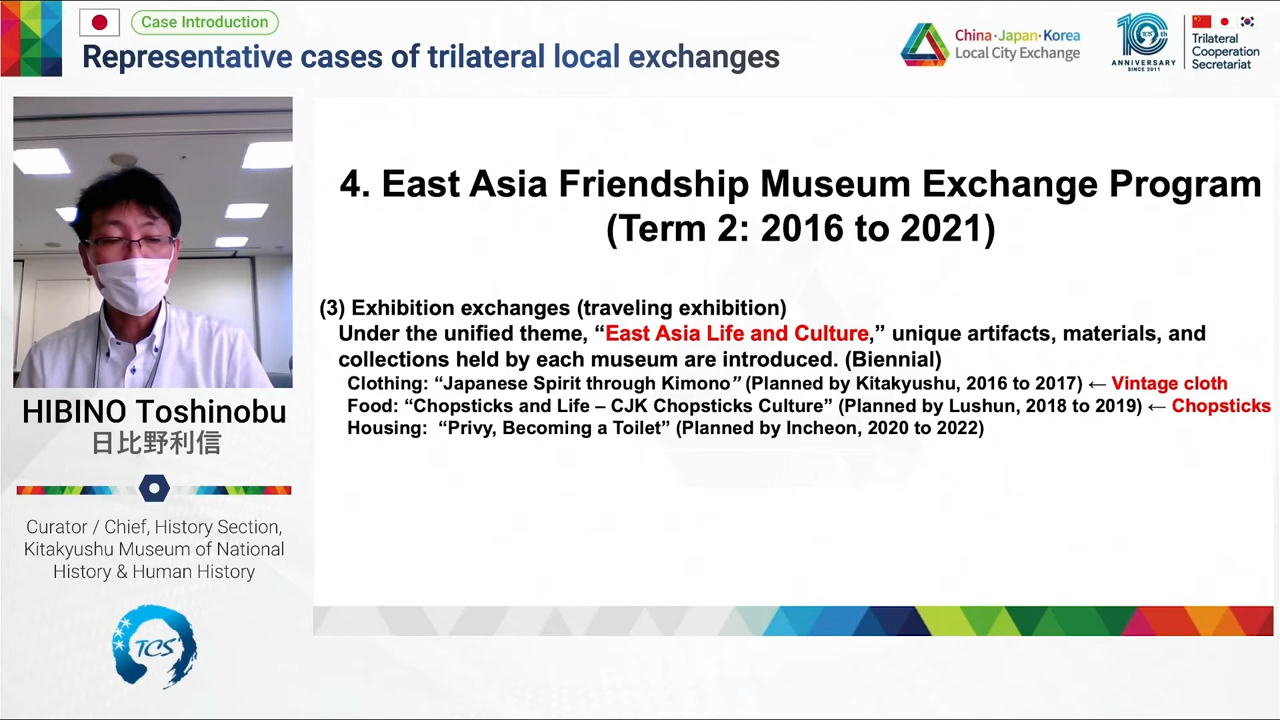 Case Introduction
Representative cases of trilateral local exchanges
China·Japan·Korea
Local City Exchange
10th
TCS
ANNIVERSARY
SINCE 2011
Trilateral
Cooperation
Secretariat
4. East Asia Friendship Museum Exchange Program
(Term 2: 2016 to 2021)
(3) Exhibition exchanges (traveling exhibition)
Under the unified theme, “East Asia Life and Culture,” unique artifacts, materials, and
collections held by each museum are introduced. (Biennial)
Clothing: “Japanese Spirit through Kimono” (Planned by Kitakyushu, 2016 to 2017) ← Vintage cloth
Food: “Chopsticks and Life – CJK Chopsticks Culture” (Planned by Lushun, 2018 to 2019) ← Chopsticks
Housing: “Privy, Becoming a Toilet” (Planned by Incheon, 2020 to 2022)
HIBINO Toshinobu
日比野利信
Curator / Chief, History Section,
Kitakyushu Museum of National
History & Human History
TCS